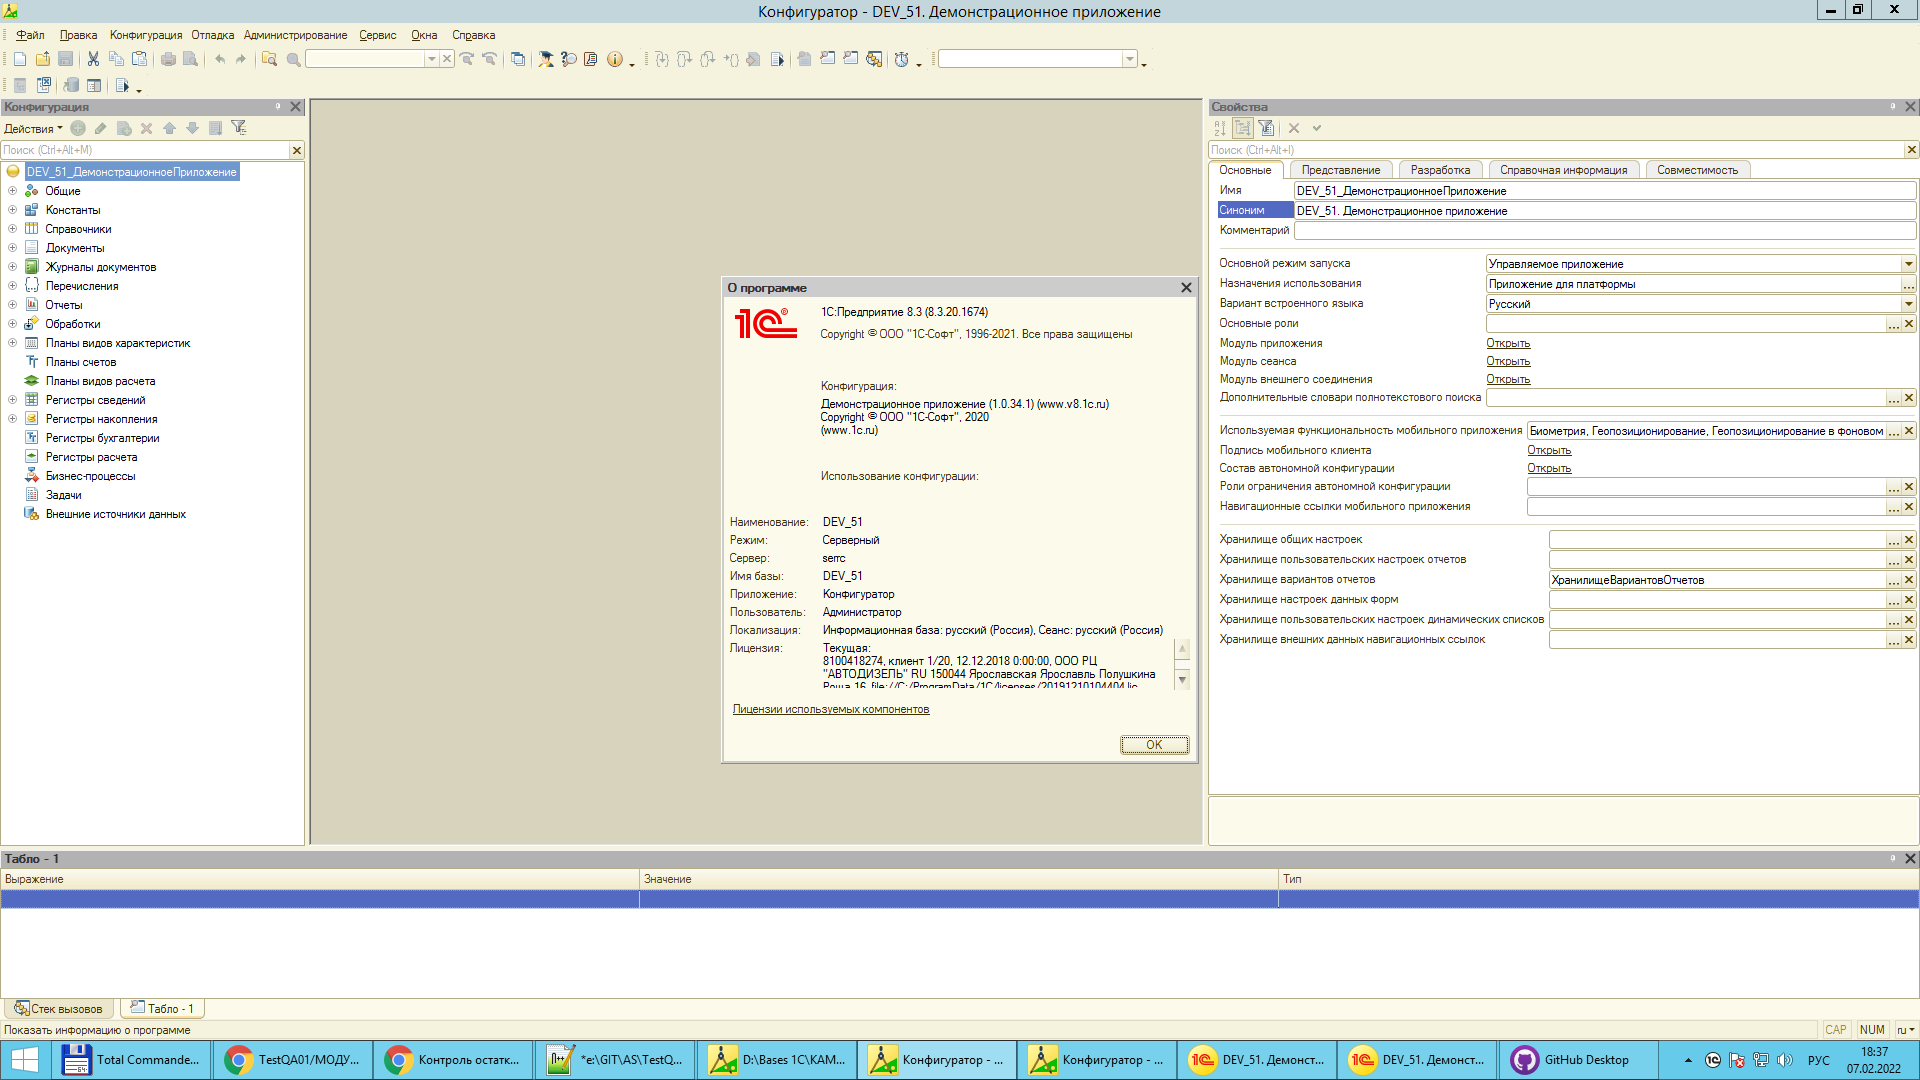 Конфигуратор - DEV_51. Демонстрационное приложение
Файл Правка Конфигурация Отладка Администрирование Сервис Окна Справка
Конфигурация
Действия
Поиск (Ctrl+Alt+M)
DEV_51_ДемонстрационноеПриложение
Общие
Константы
Справочники
Документы
Журналы документов
Перечисления
Отчеты
Обработки
Планы видов характеристик
Планы счетов
Планы видов расчета
Регистры сведений
Регистры накопления
Регистры бухгалтерии
Регистры расчета
Бизнес-процессы
Задачи
Внешние источники данных
О программе
1С:Предприятие 8.3 (8.3.20.1674)
Copyright © ООО "1С-Софт", 1996-2021. Все права защищены
Конфигурация:
Демонстрационное приложение (1.0.34.1) (www.v8.1c.ru)
Copyright © ООО "1С-Софт", 2020
(www.1c.ru)
Использование конфигурации:
Наименование: DEV_51
Режим: Серверный
Сервер: serrc
Имя базы: DEV_51
Приложение: Конфигуратор
Пользователь: Администратор
Локализация: Информационная база: русский (Россия), Сеанс: русский (Россия)
Лицензия: Текущая:
8100418274, клиент 1/20, 12.12.2018 0:00:00, ООО РЦ
"АВТОДИЗЕЛЬ" RU 150044 Ярославская Ярославль Полушкина
Роща 16, file://C:/ProgramData/1C/licenses/20191210104404.lic
Лицензии используемых компонентов
OK
Свойства
Поиск (Ctrl+Alt+I)
Основные Представление Разработка Справочная информация Совместимость
Имя DEV_51_ДемонстрационноеПриложение
Синоним DEV_51. Демонстрационное приложение
Комментарий
Основной режим запуска Управляемое приложение
Назначения использования Приложение для платформы
Вариант встроенного языка Русский
Основные роли
Модуль приложения Открыть
Модуль сеанса Открыть
Модуль внешнего соединения Открыть
Дополнительные словари полнотекстового поиска
Используемая функциональность мобильного приложения Биометрия, Геопозиционирование, Геопозиционирование в фоновом
Подпись мобильного клиента Открыть
Состав автономной конфигурации Открыть
Роли ограничения автономной конфигурации
Навигационные ссылки мобильного приложения
Хранилище общих настроек
Хранилище пользовательских настроек отчетов
Хранилище вариантов отчетов ХранилищеВариантовОтчетов
Хранилище настроек данных форм
Хранилище пользовательских настроек динамических списков
Хранилище внешних данных навигационных ссылок
Табло - 1
Выражение Значение Тип
Стек вызовов Табло - 1
Показать информацию о программе CAP NUM ru
Total Commande... TestQA01/МОДУ... Контроль остатк... *e:\GIT\AS\TestQ... D:\Bases 1C\KAM... Конфигуратор - ... Конфигуратор - ... DEV_51. Демонст... DEV_51. Демонст... GitHub Desktop РУС 18:37
07.02.2022